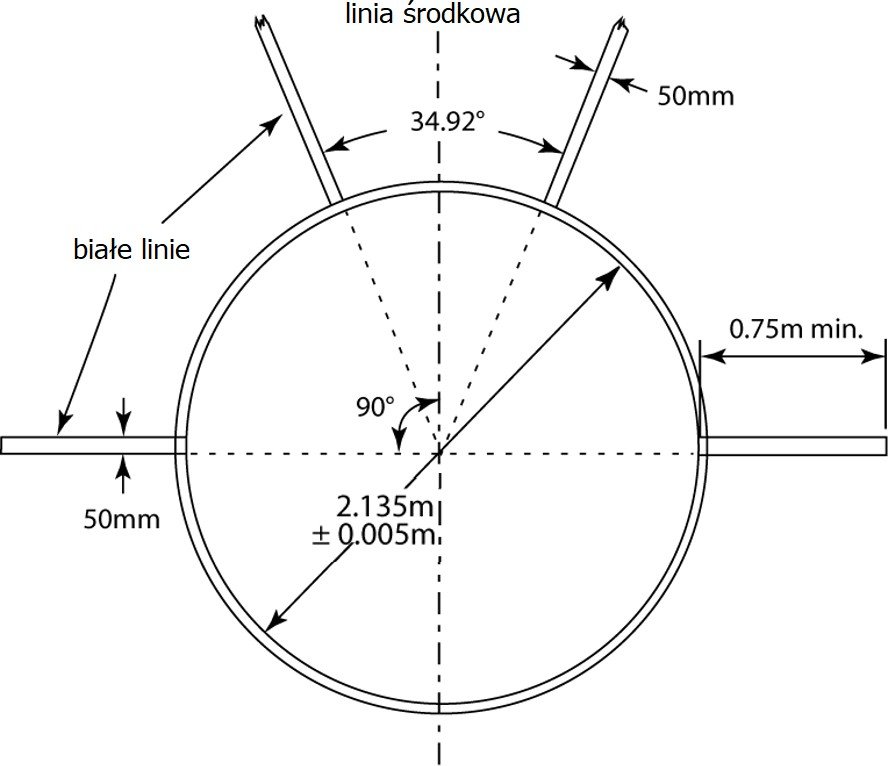 linia środkowa
50mm
34.92°
białe linie
0.75m min.
90°
2.135m
± 0.005m
50mm